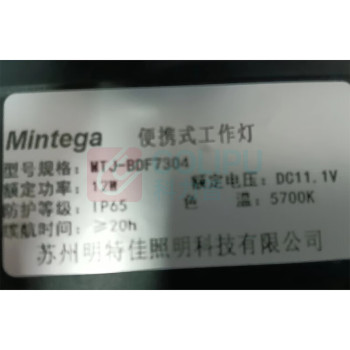 Mintega 便携式工作灯
型号规格：MTJ-BDF7304
额定功率：12W 额定电压：DC11.1V
防护等级：IP65 色 温：5700K
续航时间：≥20h
苏州明特佳照明科技有限公司